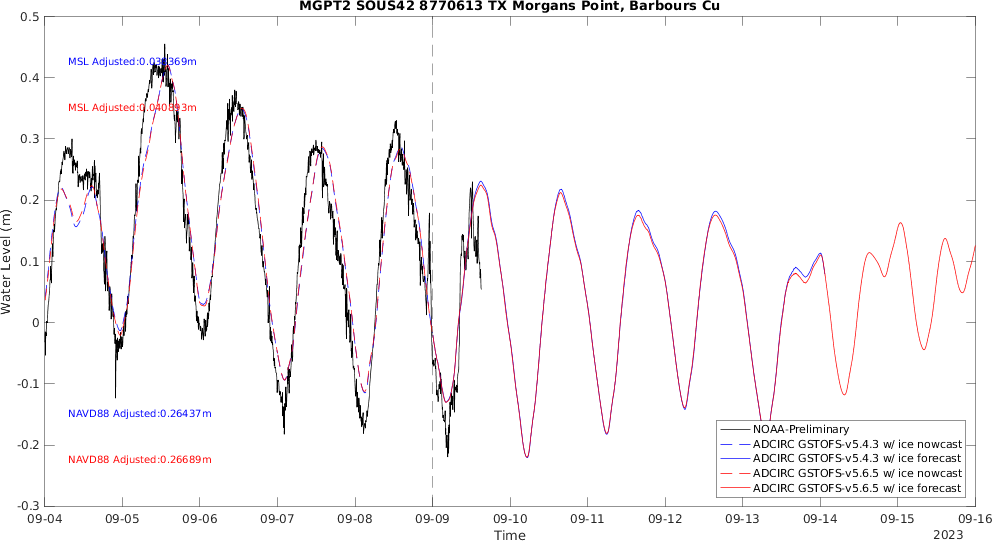 MGPT2 SOUS42 8770613 TX Morgans Point, Barbours Cu
Water Level (m)
0.5
0.4
0.3
0.2
0.1
0
-0.1
-0.2
-0.3
MSL Adjusted:0.040893m
NAVD88 Adjusted:0.26437m
NAVD88 Adjusted:0.26689m
NOAA-Preliminary
ADCIRC GSTOFS-v5.4.3 w/ ice nowcast
ADCIRC GSTOFS-v5.4.3 w/ ice forecast
ADCIRC GSTOFS-v5.6.5 w/ ice nowcast
ADCIRC GSTOFS-v5.6.5 w/ ice forecast
09-04 09-05 09-06 09-07 09-08 09-09 09-10 09-11 09-12 09-13 09-14 09-15 09-16
Time
2023